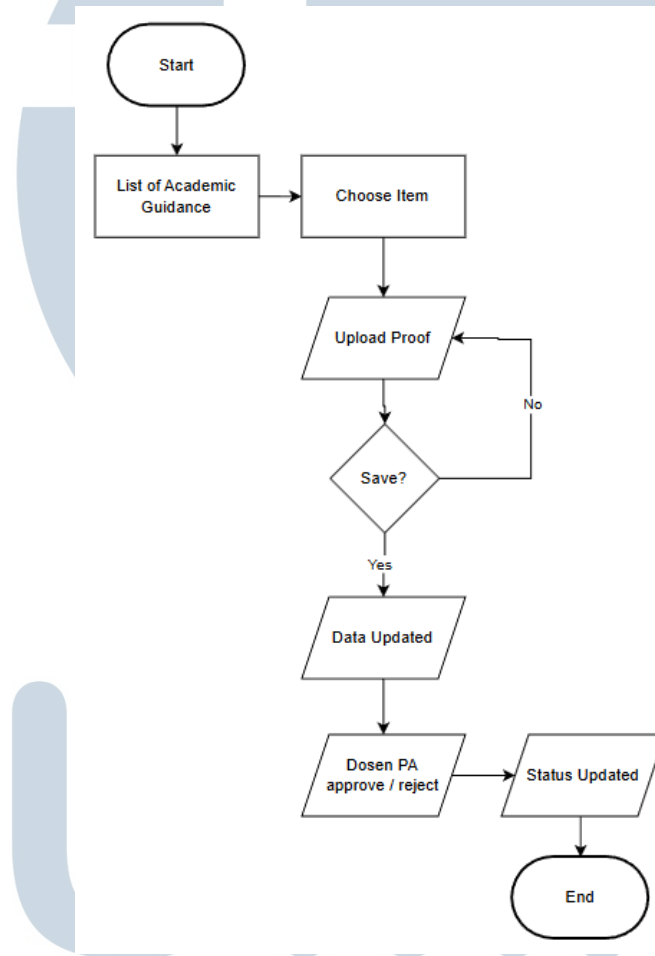 Start
List of Academic
Guidance
Choose Item
Upload Proof
No
Save?
Yes
Data Updated
Dosen PA
approve / reject
Status Updated
End